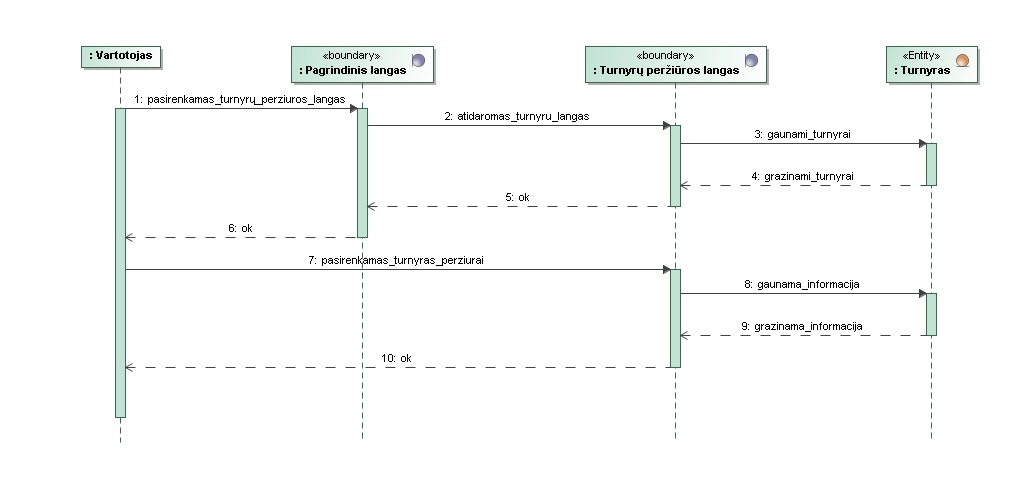 : Vartotojas
«boundary»
: Pagrindinis langas
«boundary»
: Turnyrų peržiūros langas
«Entity»
: Turnyras
1: pasirenkamas_turnyrų_perziuros_langas
2: atidaromas_turnyru_langas
3: gaunami_turnyrai
4: grazinami_turnyrai
5: ok
6: ok
7: pasirenkamas_turnyras_perziurai
8: gaunama_informacija
9: grazinama_informacija
10: ok